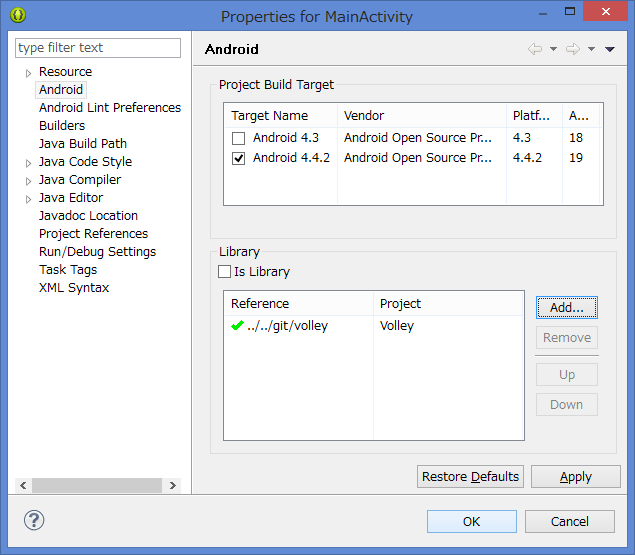 Properties for MainActivity
type filter text
Resource
Android
Android Lint Preferences
Builders
Java Build Path
Java Code Style
Java Compiler
Java Editor
Javadoc Location
Project References
Run/Debug Settings
Task Tags
XML Syntax
Android
Project Build Target
Target Name Vendor Platf... A...
Android 4.3 Android Open Source Pr... 4.3 18
Android 4.4.2 Android Open Source Pr... 4.4.2 19
Library
Is Library
Reference Project
../../git/volley Volley
Add...
Remove
Up
Down
Restore Defaults Apply
? OK Cancel